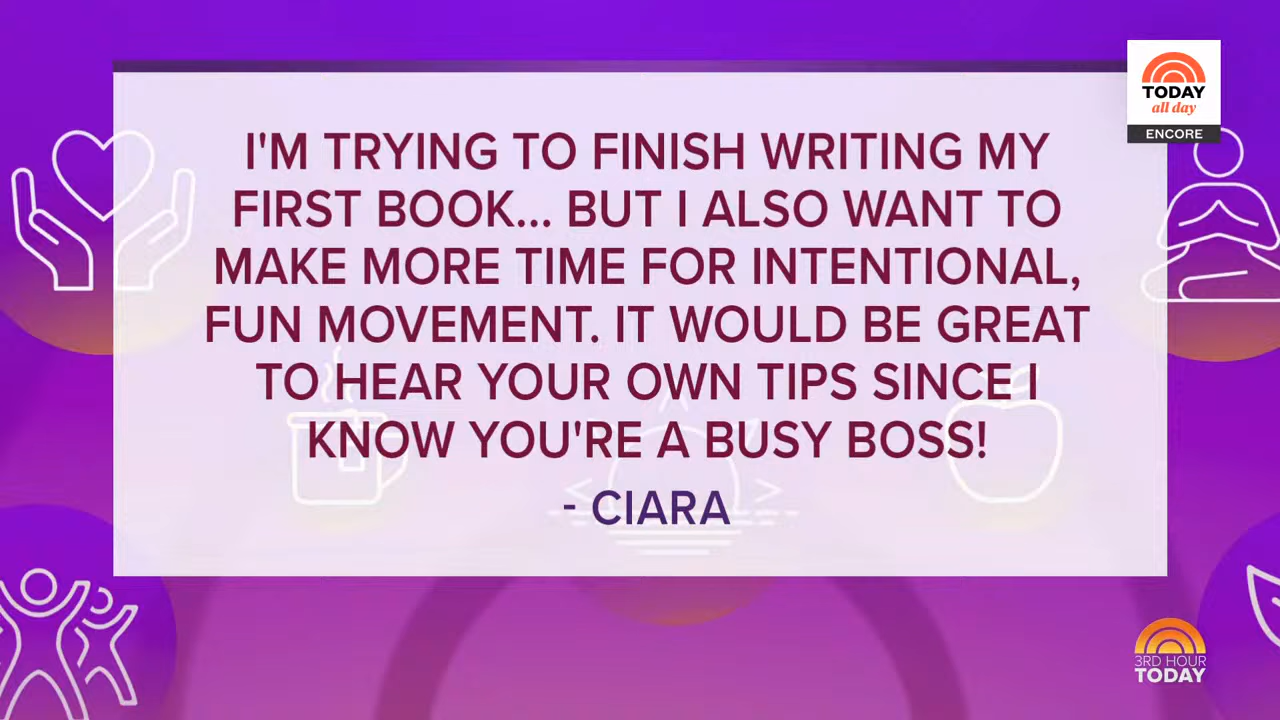 TODAY
all day
ENCORE
I'M TRYING TO FINISH WRITING MY
FIRST BOOK... BUT I ALSO WANT TO
MAKE MORE TIME FOR INTENTIONAL,
FUN MOVEMENT. IT WOULD BE GREAT
TO HEAR YOUR OWN TIPS SINCE I
KNOW YOU'RE A BUSY BOSS!
- CIARA
3RD HOUR
TODAY